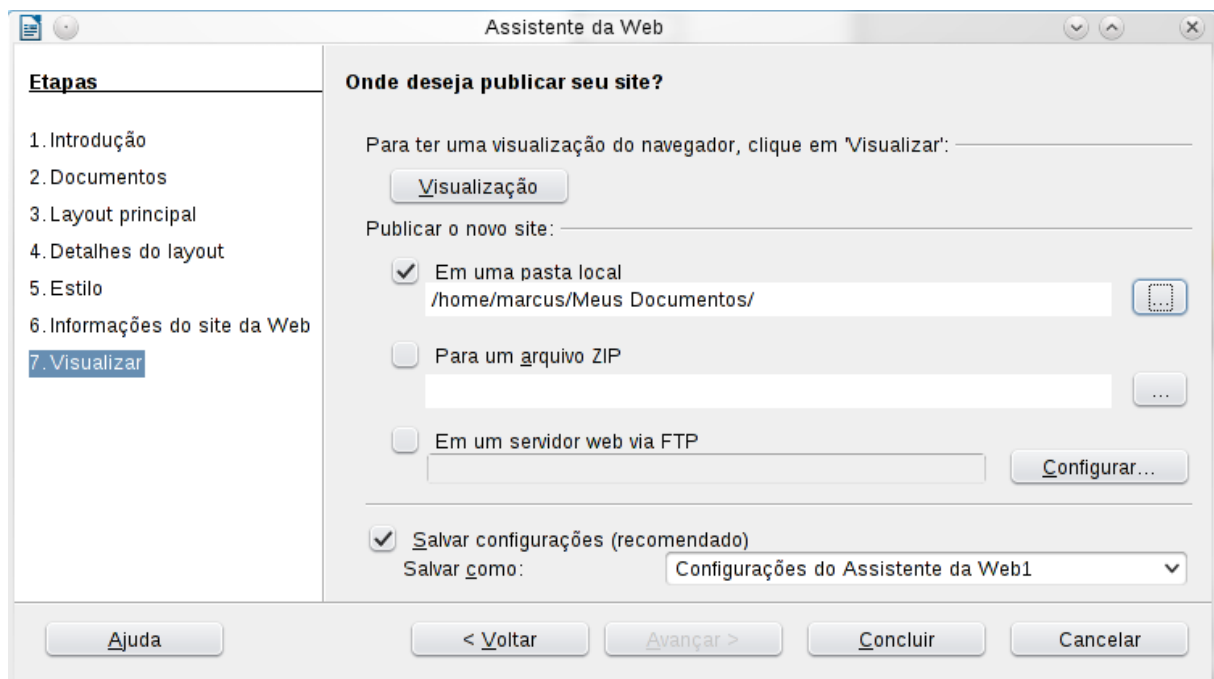 Assistente da Web
Etapas
1. Introdução
2. Documentos
3. Layout principal
4. Detalhes do layout
5. Estilo
6. Informações do site da Web
7. Visualizar
Onde deseja publicar seu site?
Para ter uma visualização do navegador, clique em 'Visualizar':
Visualização
Publicar o novo site:
Em uma pasta local
/home/marcus/Meus Documentos/
...
Para um arquivo ZIP
...
Em um servidor web via FTP
Configurar...
Salvar configurações (recomendado)
Salvar como: Configurações do Assistente da Web1
Ajuda < Voltar Avançar > Concluir Cancelar